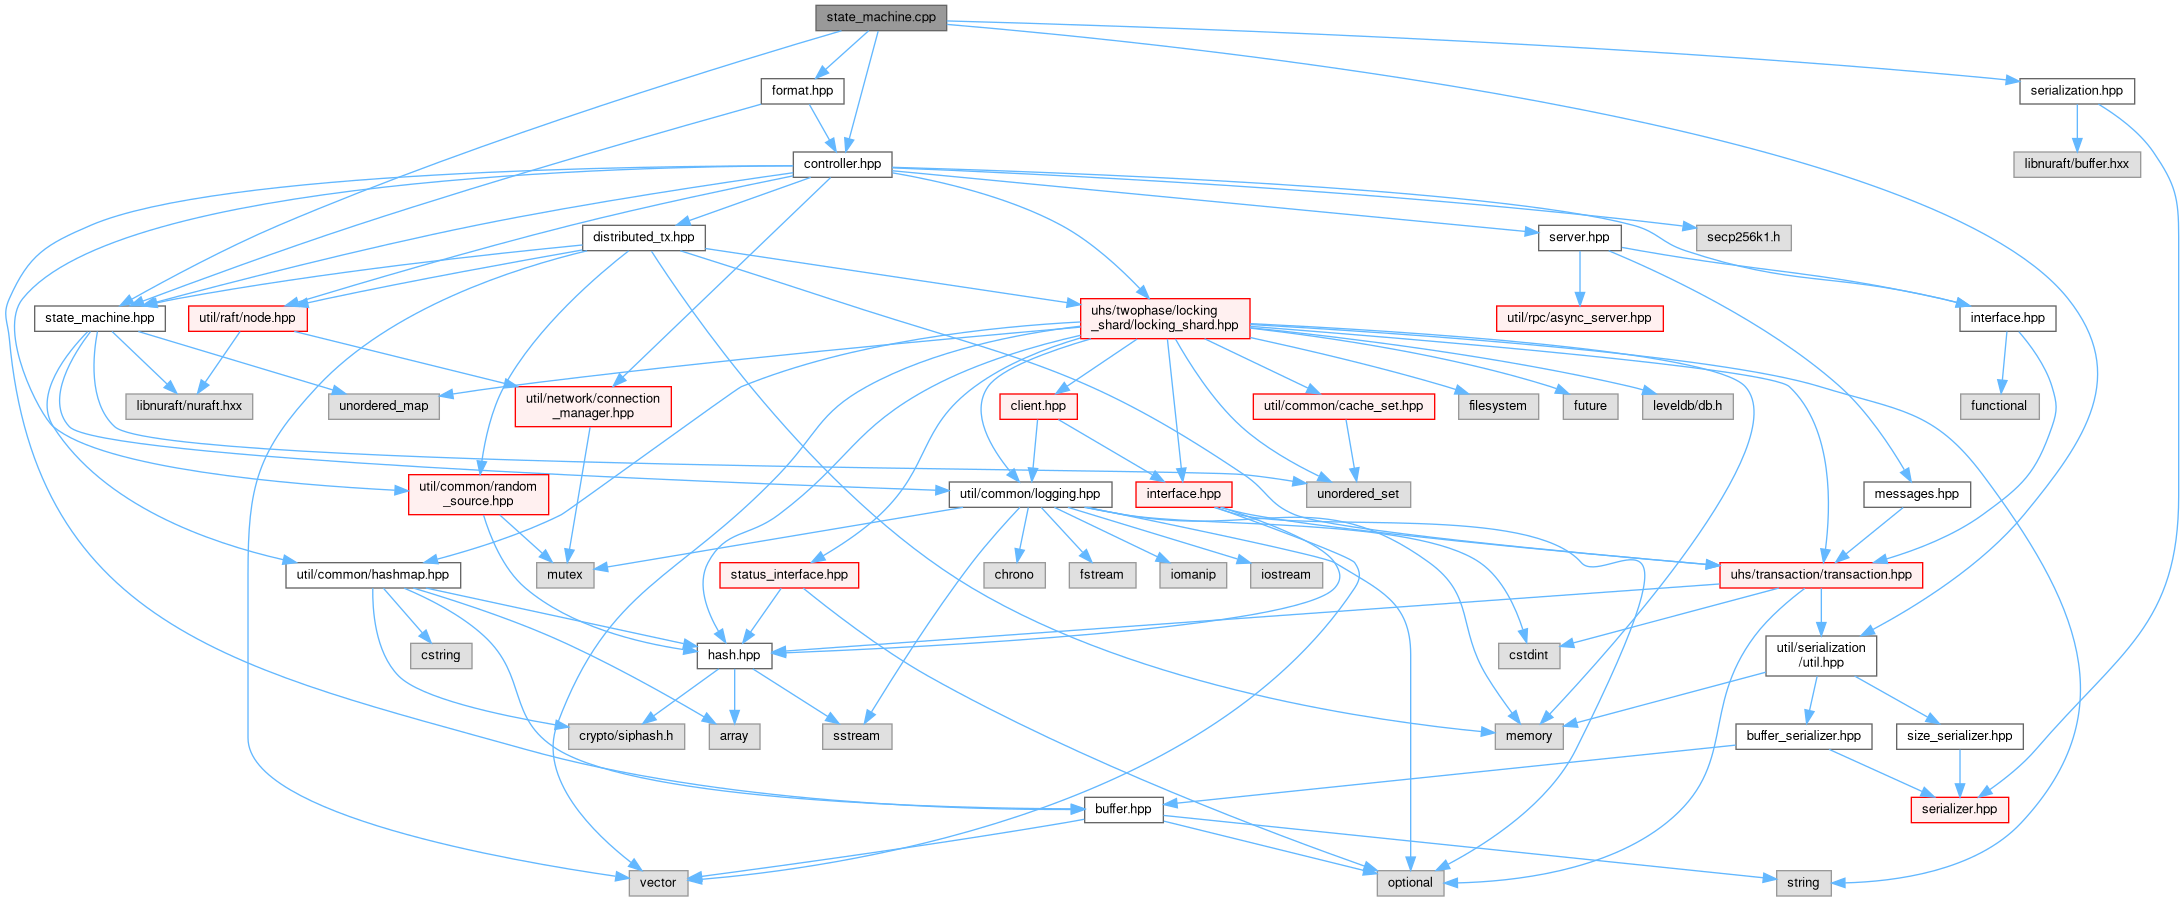 state_machine.cpp
format.hpp
serialization.hpp
controller.hpp
libnuraft/buffer.hxx
distributed_tx.hpp
server.hpp
secp256k1.h
state_machine.hpp
util/raft/node.hpp
uhs/twophase/locking
_shard/locking_shard.hpp
util/rpc/async_server.hpp
interface.hpp
libnuraft/nuraft.hxx
unordered_map
util/network/connection
_manager.hpp
client.hpp
util/common/cache_set.hpp
filesystem
future
leveldb/db.h
functional
util/common/random
_source.hpp
util/common/logging.hpp
interface.hpp
unordered_set
messages.hpp
util/common/hashmap.hpp
mutex
status_interface.hpp
chrono
fstream
iomanip
iostream
uhs/transaction/transaction.hpp
cstring
hash.hpp
cstdint
util/serialization
/util.hpp
crypto/siphash.h
array
sstream
memory
buffer_serializer.hpp
size_serializer.hpp
buffer.hpp
serializer.hpp
vector
optional
string